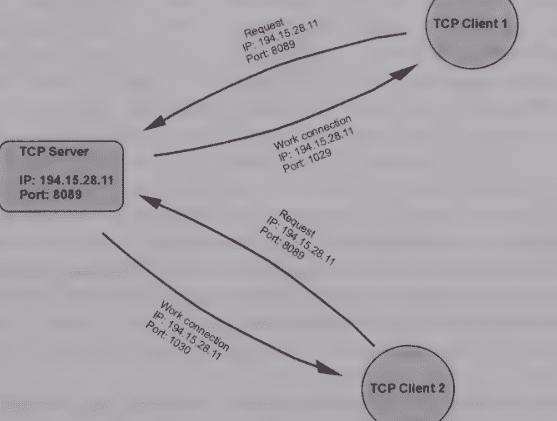 Request
IP: 194.15.28.11
Port: 8089
TCP Client 1
Work connection
IP: 194.15.28.11
Port: 1029
TCP Server
IP: 194.15.28.11
Port: 8089
Request
IP: 194.15.28.11
Port: 8089
Work connection
IP: 194.15.28.11
Port: 1030
TCP Client 2